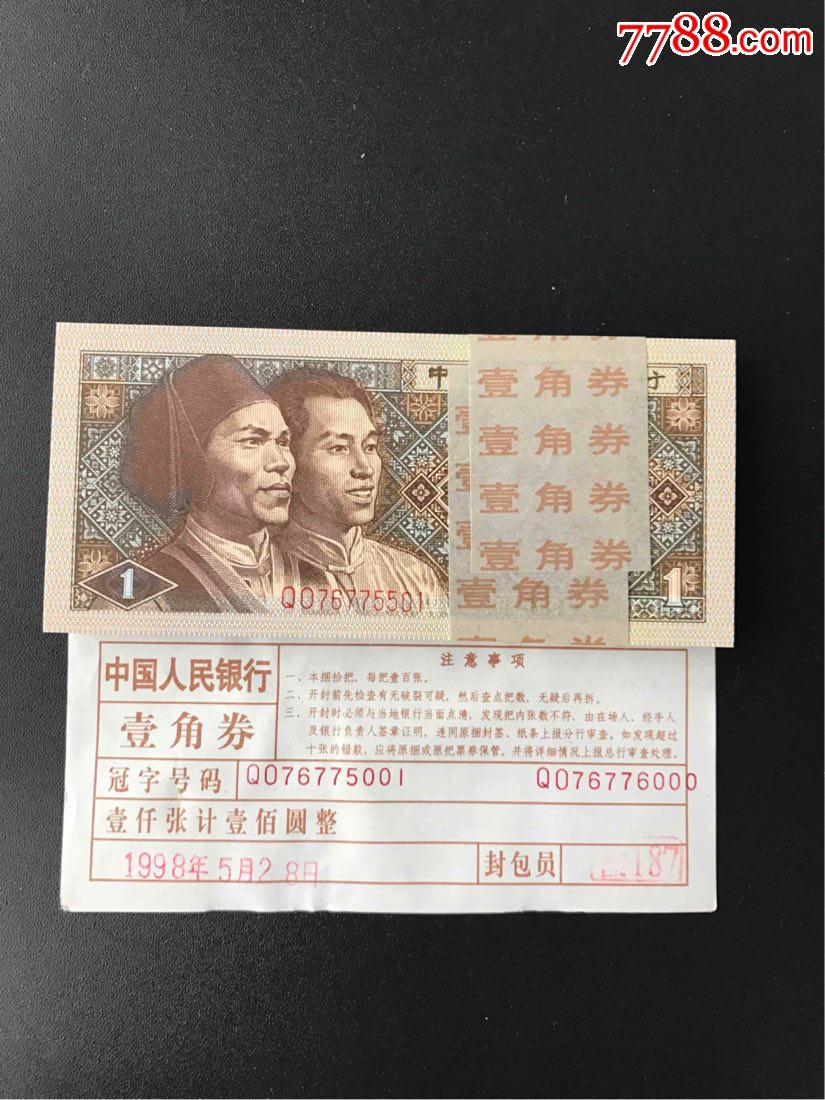 7788.com
中
壹角券
壹角券
壹角券
壹角券
壹角券
1
QO76775501
1
中国人民银行
壹角券
注意事项
一、本捆拾把，每把壹百张。
二、开封前先检查有无破裂可疑，然后查点把数，无疑后再拆。
三、开封时必须与当地银行当面点清，发现把内张数不符，由在场人、经手人
及银行负责人签章证明，连同原捆封签、纸条上报分行审查。如发现超过
十张的错款，应将原捆或原把票券保管，并将详细情况上报总行审查处理。
冠字号码
QO76775001
QO76776000
壹仟张计壹佰圆整
1998年5月28日
封包员
187